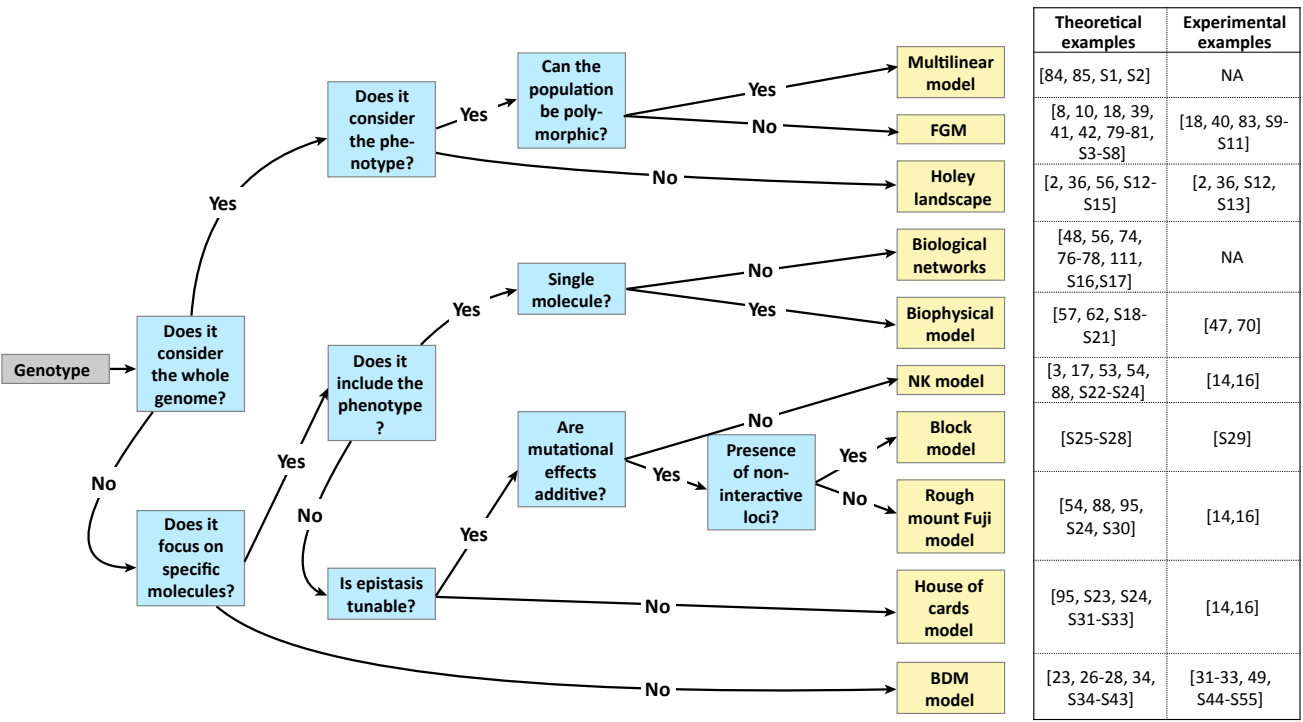 Genotype
Does it
consider
the whole
genome?
Yes
No
Does it
consider
the phe-
notype?
Yes
No
Can the
population
be poly-
morphic?
Yes
No
Does it
focus on
specific
molecules?
Yes
No
Does it
include the
phenotype
?
Yes
No
Single
molecule?
No
Yes
Is epistasis
tunable?
Yes
No
Are
mutational
effects
additive?
No
Yes
Presence
of non-
interactive
loci?
Yes
No
Multilinear
model
FGM
Holey
landscape
Biological
networks
Biophysical
model
NK model
Block
model
Rough
mount Fuji
model
House of
cards
model
BDM
model
Theoretical
examples
Experimental
examples
[84, 85, S1, S2]
NA
[8, 10, 18, 39,
41, 42, 79-81,
S3-S8]
[18, 40, 83, S9-
S11]
[2, 36, 56, S12-
S15]
[2, 36, S12,
S13]
[48, 56, 74,
76-78, 111,
S16,S17]
NA
[57, 62, S18-
S21]
[47, 70]
[3, 17, 53, 54,
88, S22-S24]
[14,16]
[S25-S28]
[S29]
[54, 88, 95,
S24, S30]
[14,16]
[95, S23, S24,
S31-S33]
[14,16]
[23, 26-28, 34,
S34-S43]
[31-33, 49,
S44-S55]